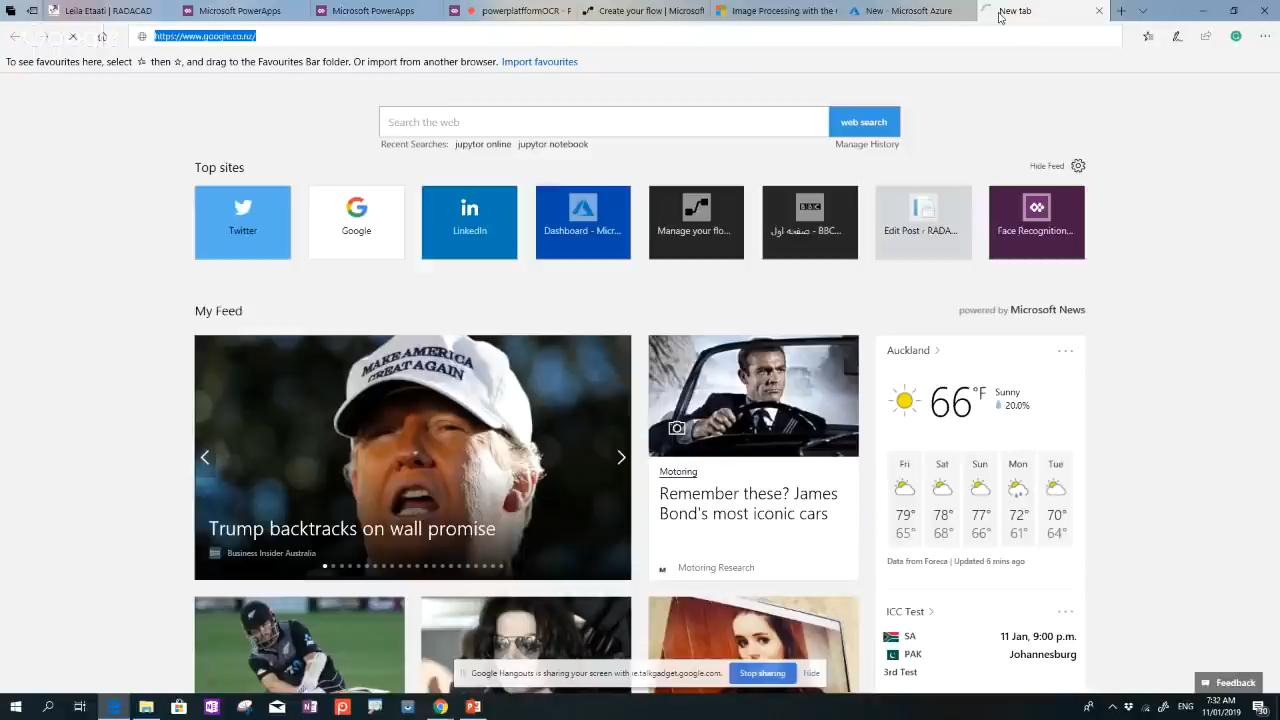 Leila Etaati | RADACAD
Microsoft PowerApps
Microsoft PowerApps
powerplatformOCR - F
Create your flow | Microsoft
Image Processing with the
New - Microsoft Azure
New tab
https://www.google.co.nz/
To see favourites here, select ☆ then ☆, and drag to the Favourites Bar folder. Or import from another browser. Import favourites
Search the web
web search
Recent Searches: jupytor online jupytor notebook
Manage History
Top sites
Hide Feed
Twitter
Google
LinkedIn
Dashboard - Micr...
Manage your flo...
BBC
صفحه اول - BBC...
Edit Post ‹ RADA...
Face Recognition...
My Feed
powered by Microsoft News
MAKE AMERICA
GREAT AGAIN
Trump backtracks on wall promise
Business Insider Australia
Motoring
Remember these? James
Bond's most iconic cars
M Motoring Research
Auckland
66°F
Sunny
20.0%
Fri Sat Sun Mon Tue
79° 78° 77° 72° 70°
65° 68° 66° 61° 64°
Data from Foreca | Updated 6 mins ago
ICC Test
SA 11 Jan, 9:00 p.m.
PAK Johannesburg
3rd Test
Google Hangouts is sharing your screen with ie.talkgadget.google.com.
Stop sharing
Hide
Feedback
ENG
7:32 AM
11/01/2019
30